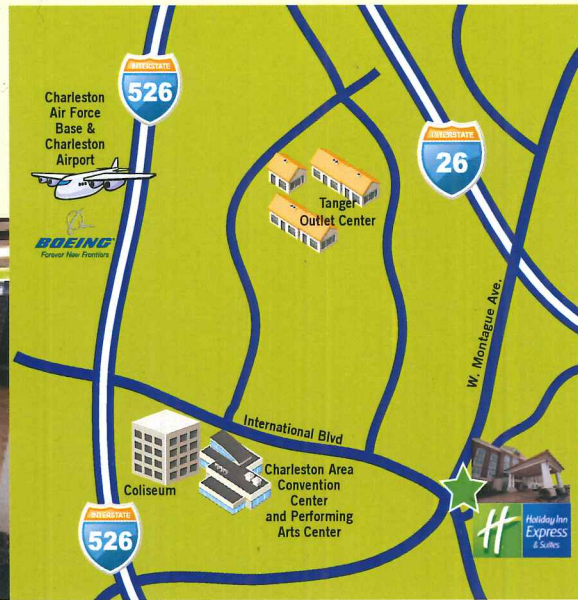 INTERSTATE
526
Charleston
Air Force
Base &
Charleston
Airport
BOEING
Forever New Frontiers
INTERSTATE
26
Tanger
Outlet Center
W. Montague Ave.
International Blvd
Coliseum
Charleston Area
Convention
Center
and Performing
Arts Center
INTERSTATE
526
H
Holiday Inn
Express
& Suites